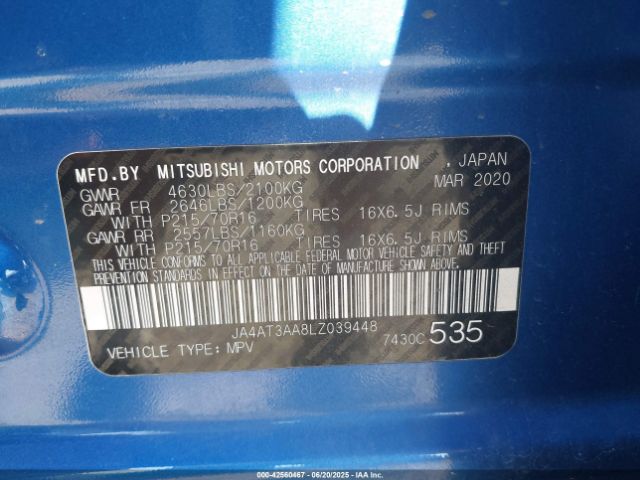 MFD.BY MITSUBISHI MOTORS CORPORATION . JAPAN
GVWR 4630LBS/2100KG MAR 2020
GAWR FR 2646LBS/1200KG
WITH P215/70R16 TIRES 16X6.5J RIMS
GAWR RR 2557LBS/1160KG
WITH P215/70R16 TIRES 16X6.5J RIMS
THIS VEHICLE CONFORMS TO ALL APPLICABLE FEDERAL MOTOR VEHICLE SAFETY AND THEFT
PREVENTION STANDARDS IN EFFECT ON THE DATE OF MANUFACTURE SHOWN ABOVE.
JA4AT3AA8LZ039448
VEHICLE TYPE:MPV 7430C 535
000-42560467 - 06/20/2025 - © IAA Inc.